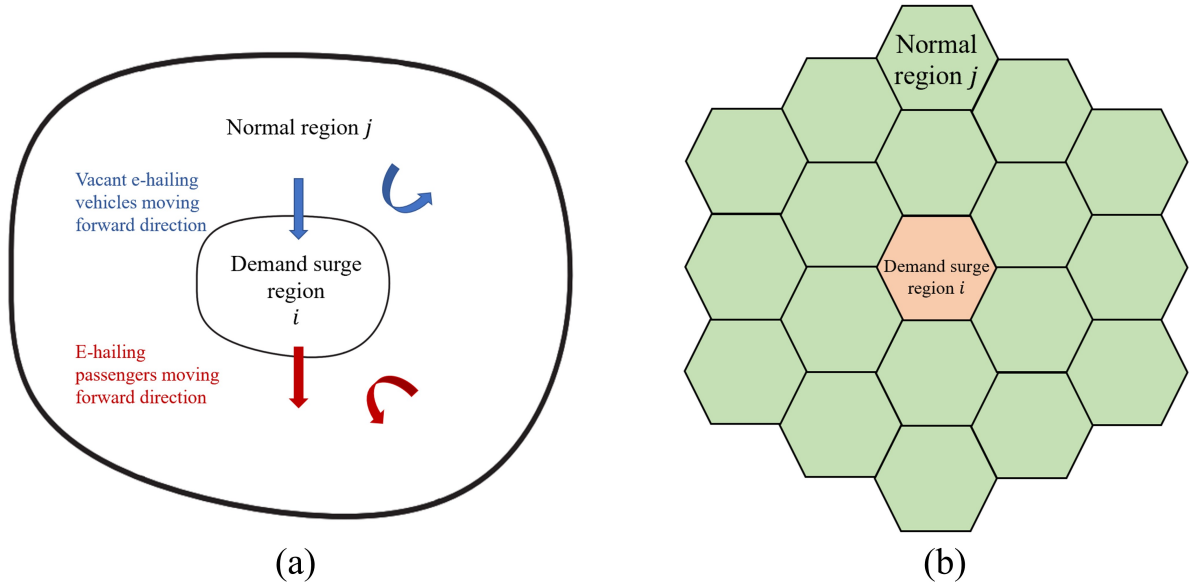 Normal region j
Vacant e-hailing
vehicles moving
forward direction
Demand surge
region
i
E-hailing
passengers moving
forward direction
(a)
Normal
region j
Demand surge
region i
(b)